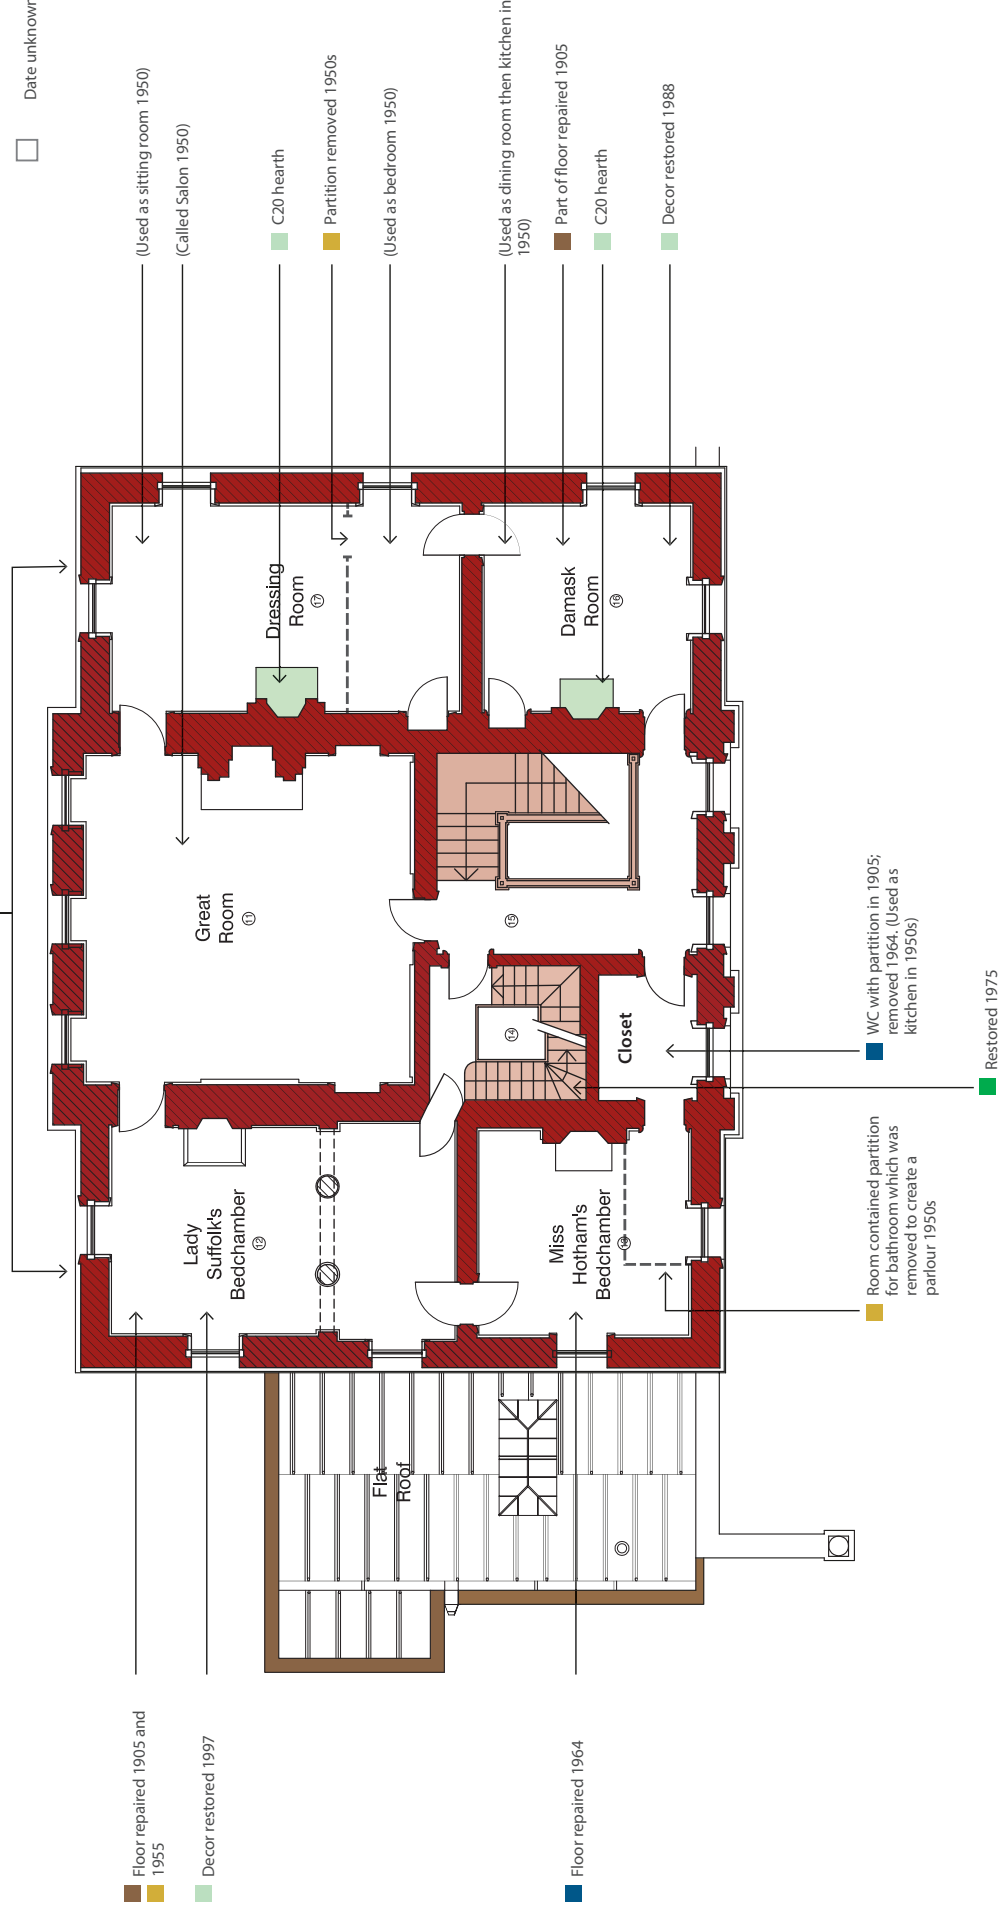 Date unknown
(Used as sitting room 1950)
(Called Salon 1950)
C20 hearth
Partition removed 1950s
(Used as bedroom 1950)
(Used as dining room then kitchen in
1950)
Part of floor repaired 1905
C20 hearth
Decor restored 1988
Dressing
Room
17
Damask
Room
16
Great
Room
11
15
14
Closet
Lady
Suffolk's
Bedchamber
12
Miss
Hotham's
Bedchamber
Flat
Roof
WC with partition in 1905;
removed 1964. (Used as
kitchen in 1950s)
Restored 1975
Room contained partition
for bathroom which was
removed to create a
parlour 1950s
Floor repaired 1905 and
1955
Decor restored 1997
Floor repaired 1964